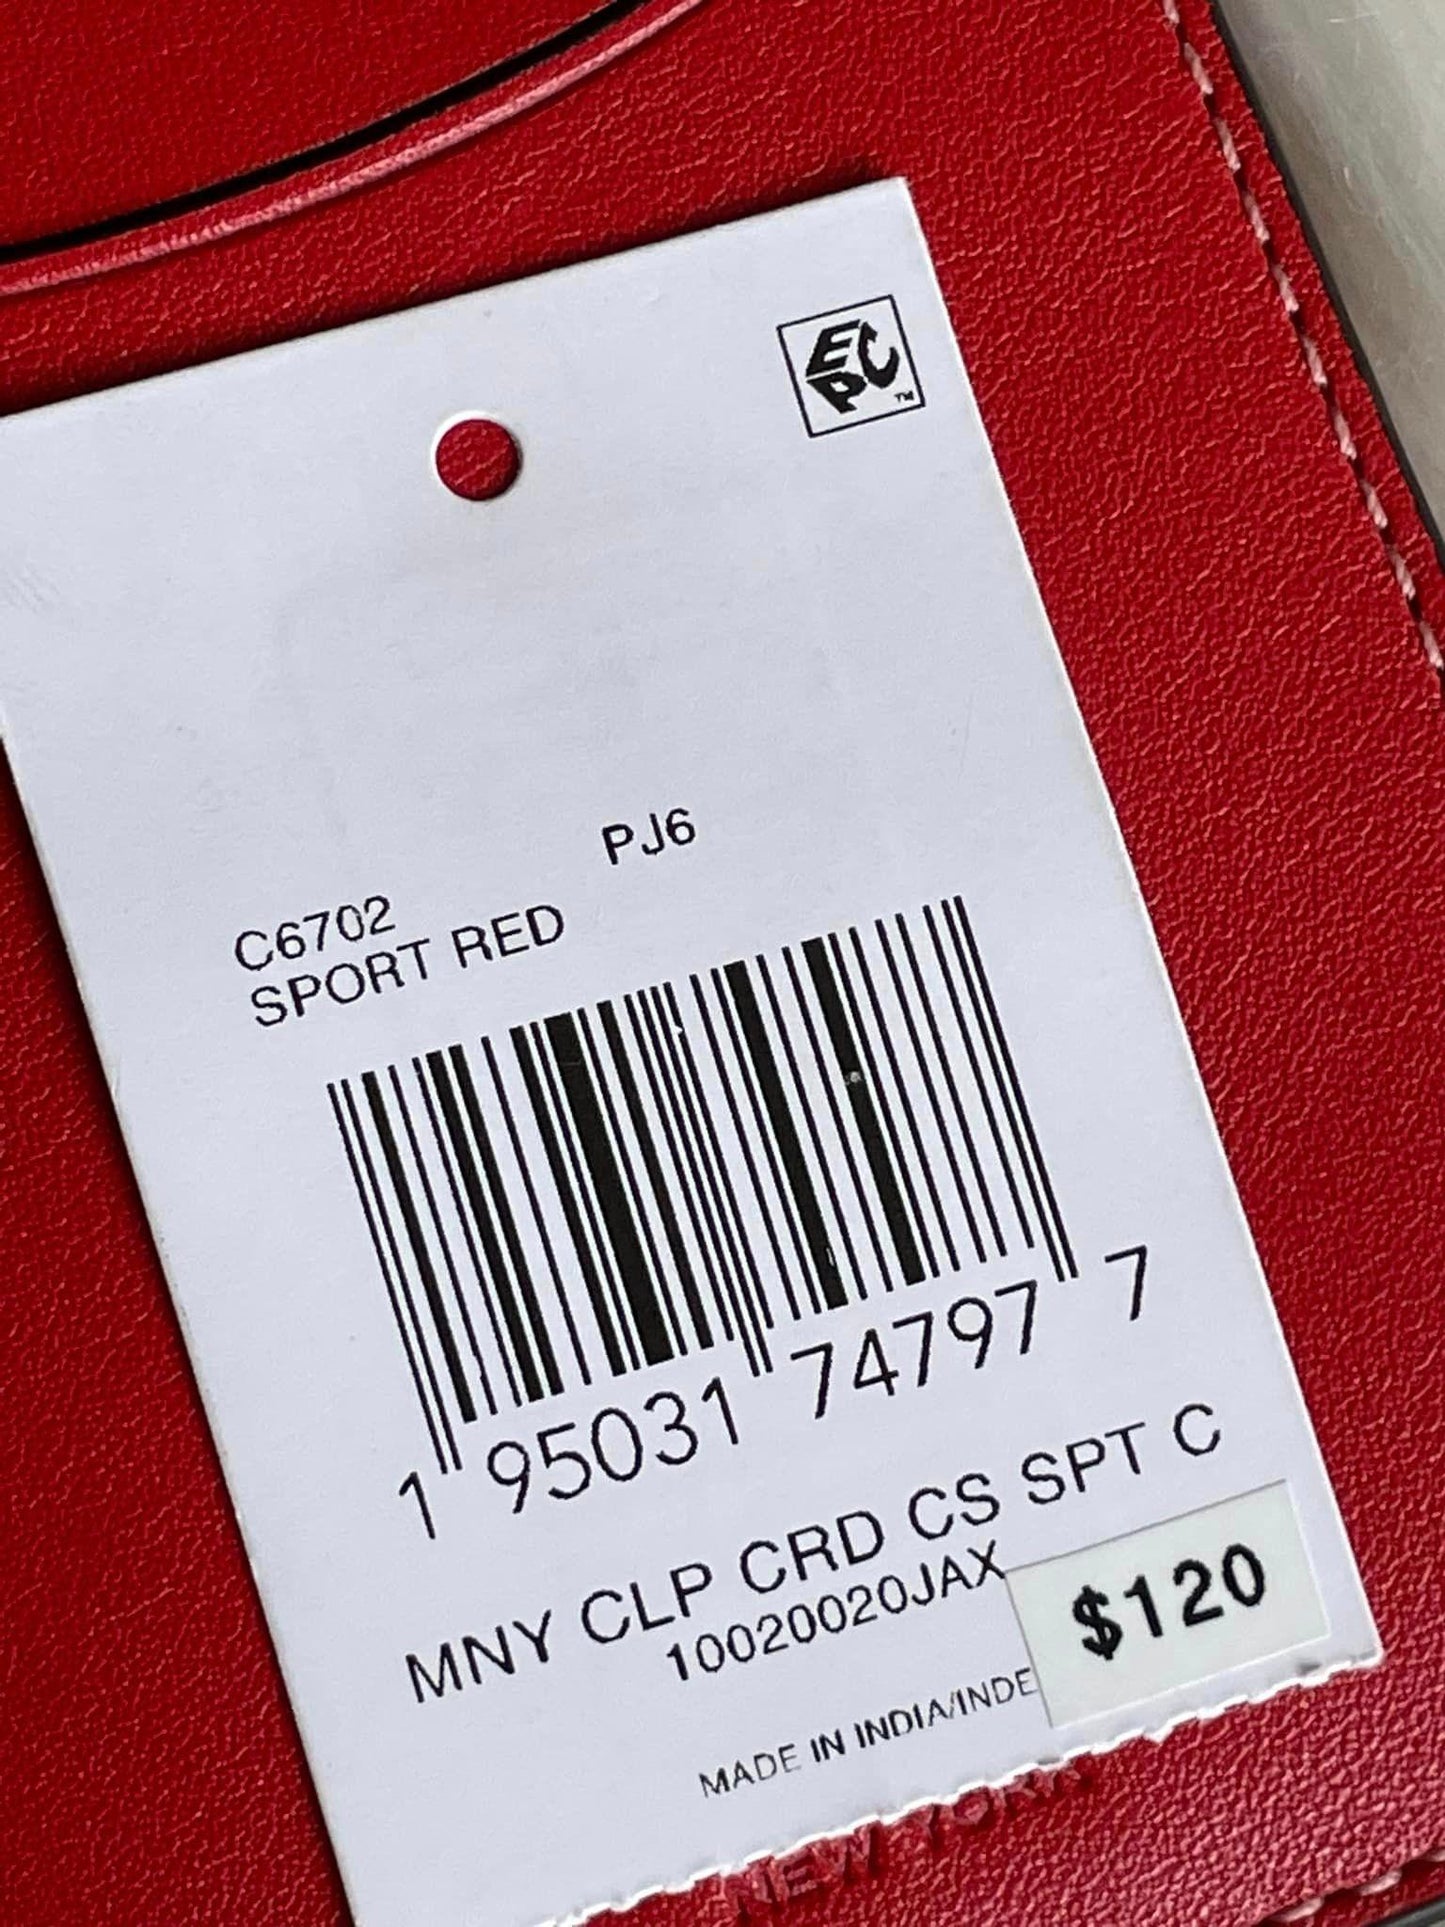 EPC™
PJ6
C6702
SPORT RED
1 95031 74797 7
MNY CLP CRD CS SPT C
10020020JAX
$120
MADE IN INDIA/INDE
NEW YORK